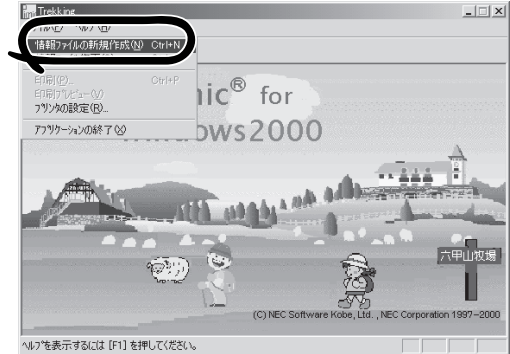 Trekking
情報ファイルの新規作成(N) Ctrl+N
印刷(P)... Ctrl+P
印刷プレビュー(V)
プリンタの設定(R)...
アプリケーションの終了(X)
ic® for
ows2000
六甲山牧場
(C) NEC Software Kobe, Ltd. , NEC Corporation 1997-2000
ヘルプを表示するには [F1] を押してください。